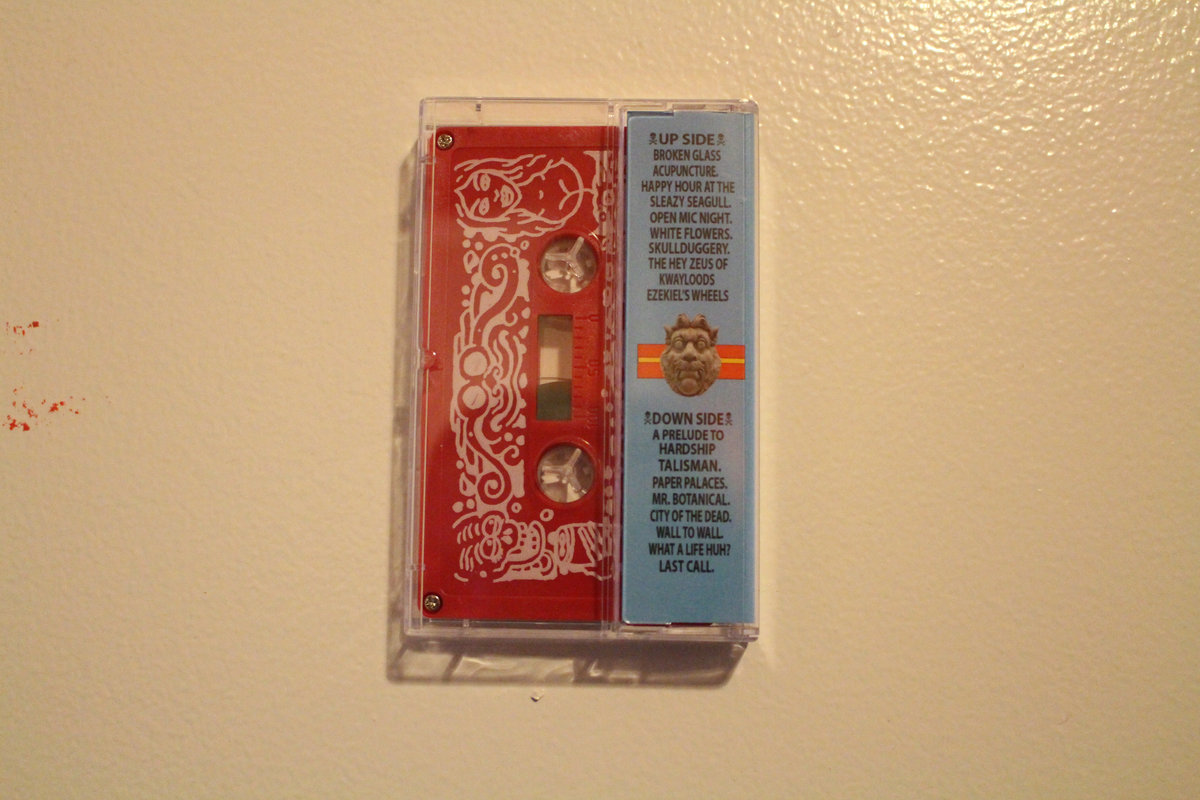 UP SIDE
BROKEN GLASS
ACUPUNCTURE.
HAPPY HOUR AT THE
SLEAZY SEAGULL.
OPEN MIC NIGHT.
WHITE FLOWERS.
SKULLDUGGERY.
THE HEY ZEUS OF
KWAYLOODS
EZEKIEL'S WHEELS
DOWN SIDE
A PRELUDE TO
HARDSHIP
TALISMAN.
PAPER PALACES.
MR. BOTANICAL.
CITY OF THE DEAD.
WALL TO WALL.
WHAT A LIFE HUH?
LAST CALL.